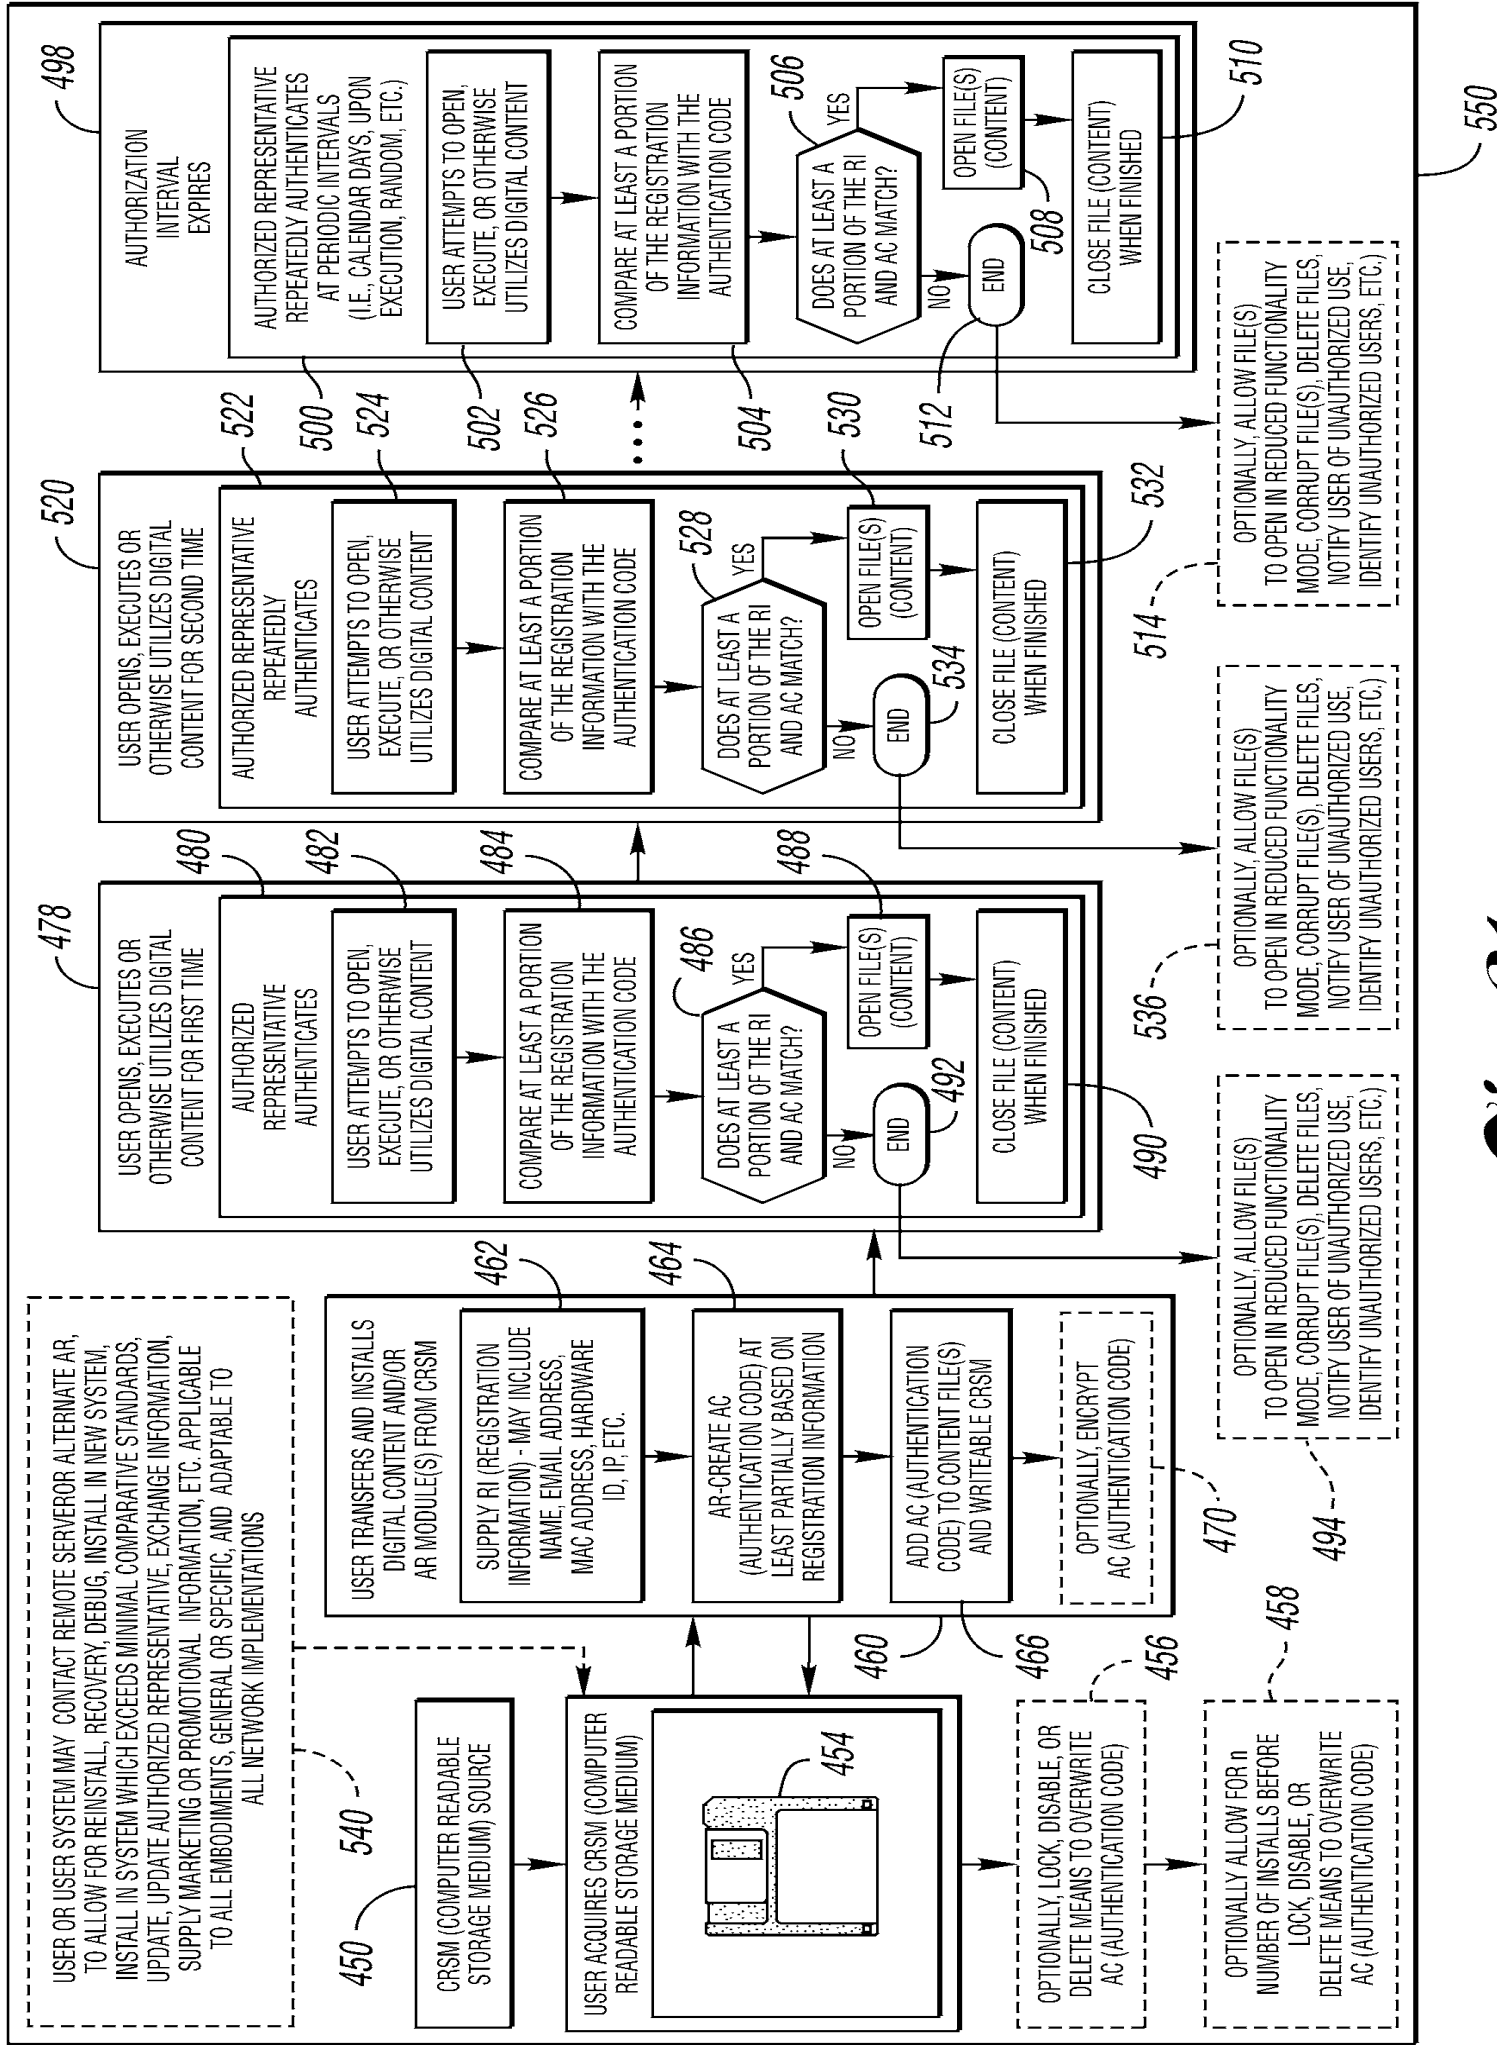 USER OR USER SYSTEM MAY CONTACT REMOTE SERVEROR ALTERNATE AR,
TO ALLOW FOR REINSTALL, RECOVERY, DEBUG, INSTALL IN NEW SYSTEM,
INSTALL IN SYSTEM WHICH EXCEEDS MINIMAL COMPARATIVE STANDARDS,
UPDATE, UPDATE AUTHORIZED REPRESENTATIVE, EXCHANGE INFORMATION,
SUPPLY MARKETING OR PROMOTIONAL INFORMATION, ETC. APPLICABLE
TO ALL EMBODIMENTS, GENERAL OR SPECIFIC, AND ADAPTABLE TO
ALL NETWORK IMPLEMENTATIONS
540
450
CRSM (COMPUTER READABLE
STORAGE MEDIUM) SOURCE
USER ACQUIRES CRSM (COMPUTER
READABLE STORAGE MEDIUM)
454
OPTIONALLY, LOCK, DISABLE, OR
DELETE MEANS TO OVERWRITE
AC (AUTHENTICATION CODE)
456
OPTIONALLY ALLOW FOR n
NUMBER OF INSTALLS BEFORE
LOCK, DISABLE, OR
DELETE MEANS TO OVERWRITE
AC (AUTHENTICATION CODE)
458
USER TRANSFERS AND INSTALLS
DIGITAL CONTENT AND/OR
AR MODULE(S) FROM CRSM
SUPPLY RI (REGISTRATION
INFORMATION) - MAY INCLUDE
NAME, EMAIL ADDRESS,
MAC ADDRESS, HARDWARE
ID, IP, ETC.
462
AR-CREATE AC
(AUTHENTICATION CODE) AT
LEAST PARTIALLY BASED ON
REGISTRATION INFORMATION
464
ADD AC (AUTHENTICATION
CODE) TO CONTENT FILE(S)
AND WRITEABLE CRSM
460
466
OPTIONALLY, ENCRYPT
AC (AUTHENTICATION CODE)
470
478
USER OPENS, EXECUTES OR
OTHERWISE UTILIZES DIGITAL
CONTENT FOR FIRST TIME
480
AUTHORIZED
REPRESENTATIVE
AUTHENTICATES
482
USER ATTEMPTS TO OPEN,
EXECUTE, OR OTHERWISE
UTILIZES DIGITAL CONTENT
484
COMPARE AT LEAST A PORTION
OF THE REGISTRATION
INFORMATION WITH THE
AUTHENTICATION CODE
486
DOES AT LEAST A
PORTION OF THE RI
AND AC MATCH?
YES
NO
488
OPEN FILE(S)
(CONTENT)
END
492
CLOSE FILE (CONTENT)
WHEN FINISHED
490
OPTIONALLY, ALLOW FILE(S)
TO OPEN IN REDUCED FUNCTIONALITY
MODE, CORRUPT FILE(S), DELETE FILES,
NOTIFY USER OF UNAUTHORIZED USE,
IDENTIFY UNAUTHORIZED USERS, ETC.)
494
520
USER OPENS, EXECUTES OR
OTHERWISE UTILIZES DIGITAL
CONTENT FOR SECOND TIME
522
AUTHORIZED REPRESENTATIVE
REPEATEDLY
AUTHENTICATES
524
USER ATTEMPTS TO OPEN,
EXECUTE, OR OTHERWISE
UTILIZES DIGITAL CONTENT
526
COMPARE AT LEAST A PORTION
OF THE REGISTRATION
INFORMATION WITH THE
AUTHENTICATION CODE
528
DOES AT LEAST A
PORTION OF THE RI
AND AC MATCH?
YES
NO
530
OPEN FILE(S)
(CONTENT)
END
534
CLOSE FILE (CONTENT)
WHEN FINISHED
532
OPTIONALLY, ALLOW FILE(S)
TO OPEN IN REDUCED FUNCTIONALITY
MODE, CORRUPT FILE(S), DELETE FILES,
NOTIFY USER OF UNAUTHORIZED USE,
IDENTIFY UNAUTHORIZED USERS, ETC.)
536
498
AUTHORIZATION
INTERVAL
EXPIRES
500
AUTHORIZED REPRESENTATIVE
REPEATEDLY AUTHENTICATES
AT PERIODIC INTERVALS
(I.E., CALENDAR DAYS, UPON
EXECUTION, RANDOM, ETC.)
502
USER ATTEMPTS TO OPEN,
EXECUTE, OR OTHERWISE
UTILIZES DIGITAL CONTENT
504
COMPARE AT LEAST A PORTION
OF THE REGISTRATION
INFORMATION WITH THE
AUTHENTICATION CODE
506
DOES AT LEAST A
PORTION OF THE RI
AND AC MATCH?
YES
NO
OPEN FILE(S)
(CONTENT)
508
512
END
CLOSE FILE (CONTENT)
WHEN FINISHED
510
OPTIONALLY, ALLOW FILE(S)
TO OPEN IN REDUCED FUNCTIONALITY
MODE, CORRUPT FILE(S), DELETE FILES,
NOTIFY USER OF UNAUTHORIZED USE,
IDENTIFY UNAUTHORIZED USERS, ETC.)
514
550